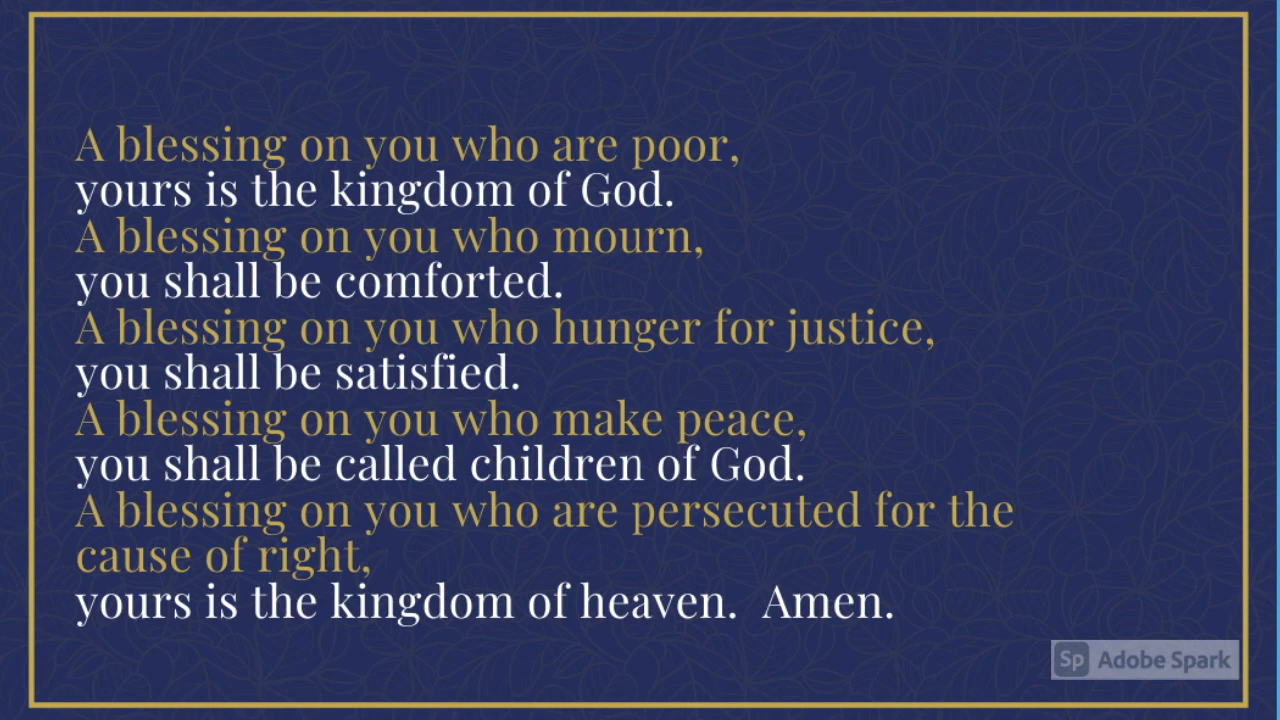 A blessing on you who are poor,
yours is the kingdom of God.
A blessing on you who mourn,
you shall be comforted.
A blessing on you who hunger for justice,
you shall be satisfied.
A blessing on you who make peace,
you shall be called children of God.
A blessing on you who are persecuted for the
cause of right,
yours is the kingdom of heaven.  Amen.
Sp Adobe Spark